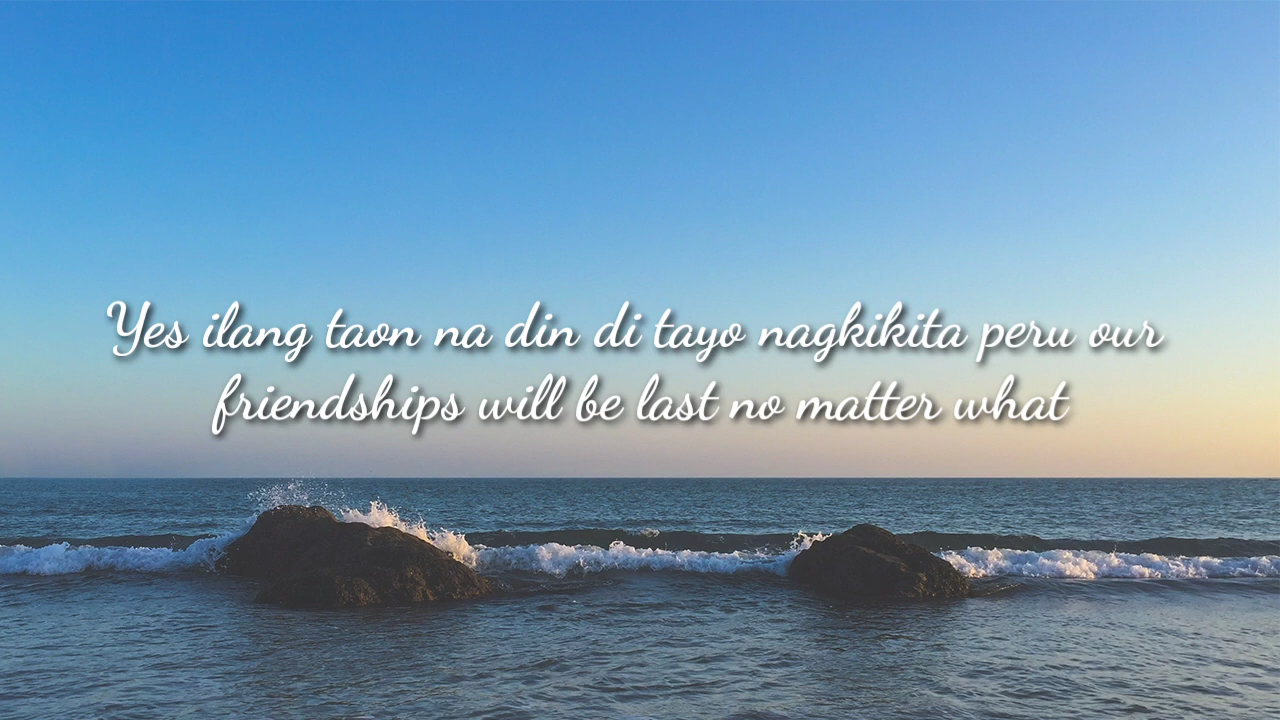 Yes ilang taon na din di tayo nagkikita peru our
friendships will be last no matter what